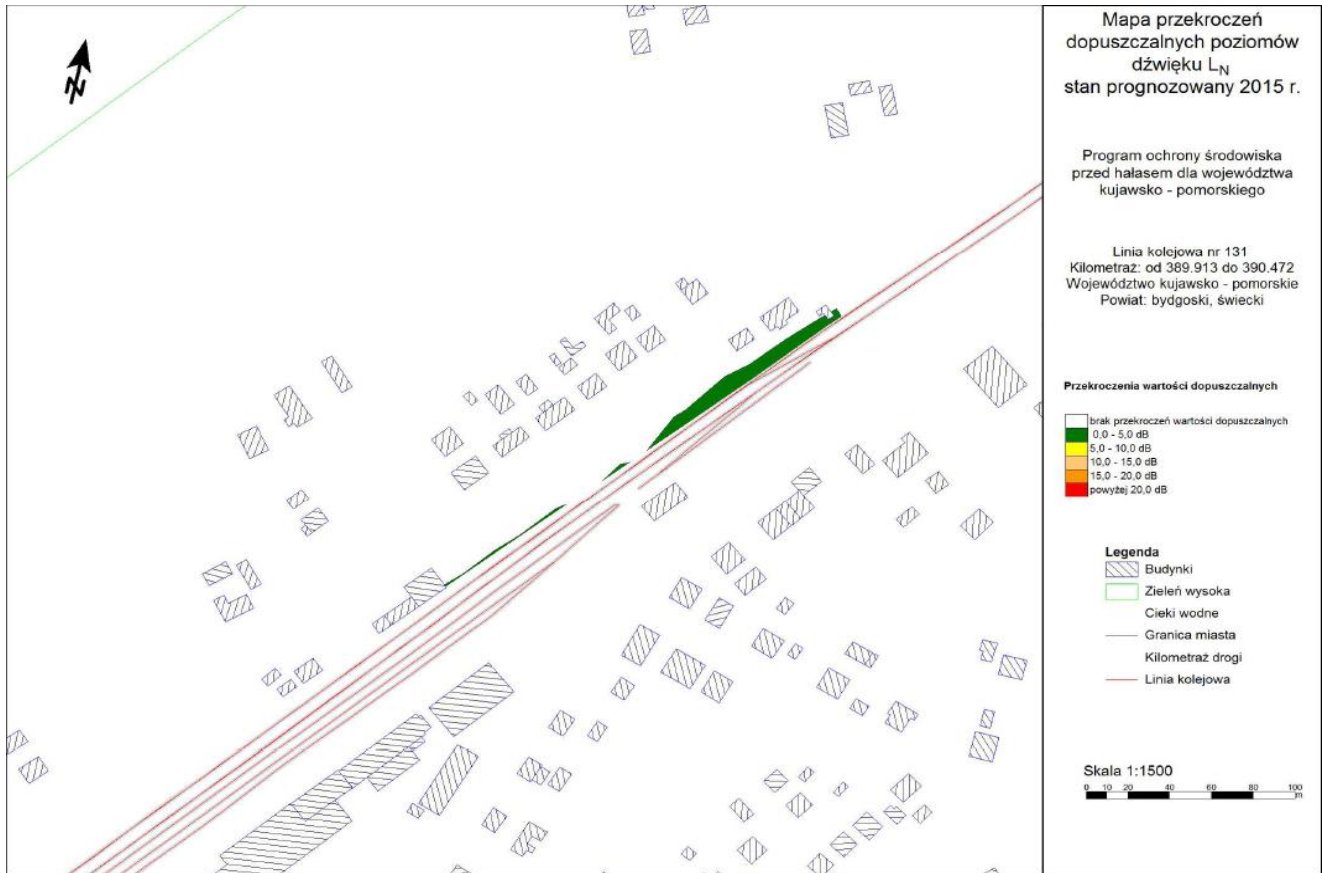 N
Mapa przekroczeń
dopuszczalnych poziomów
dźwięku LN
stan prognozowany 2015 r.
Program ochrony środowiska
przed hałasem dla województwa
kujawsko - pomorskiego
Linia kolejowa nr 131
Kilometraż: od 389.913 do 390.472
Województwo kujawsko - pomorskie
Powiat: bydgoski, świecki
Przekroczenia wartości dopuszczalnych
brak przekroczeń wartości dopuszczalnych
0,0 - 5,0 dB
5,0 - 10,0 dB
10,0 - 15,0 dB
15,0 - 20,0 dB
powyżej 20,0 dB
Legenda
Budynki
Zieleń wysoka
Cieki wodne
Granica miasta
Kilometraż drogi
Linia kolejowa
Skala 1:1500
0 10 20 40 60 80 100
m